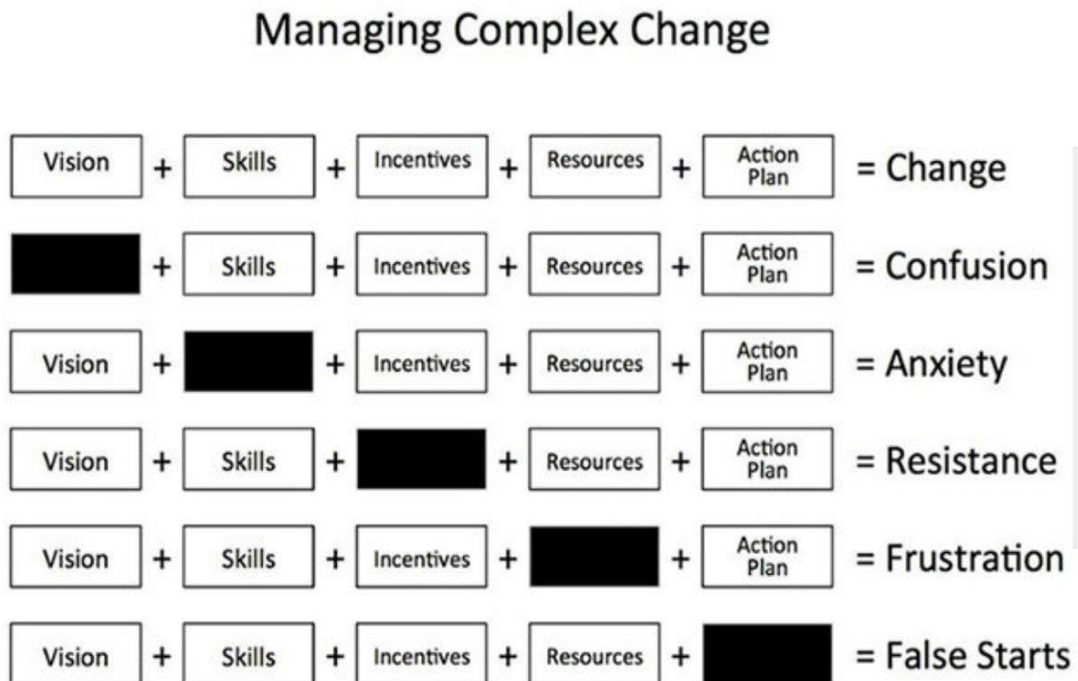 Managing Complex Change
Vision + Skills + Incentives + Resources + Action Plan = Change
+ Skills + Incentives + Resources + Action Plan = Confusion
Vision + + Incentives + Resources + Action Plan = Anxiety
Vision + Skills + + Resources + Action Plan = Resistance
Vision + Skills + Incentives + + Action Plan = Frustration
Vision + Skills + Incentives + Resources + = False Starts